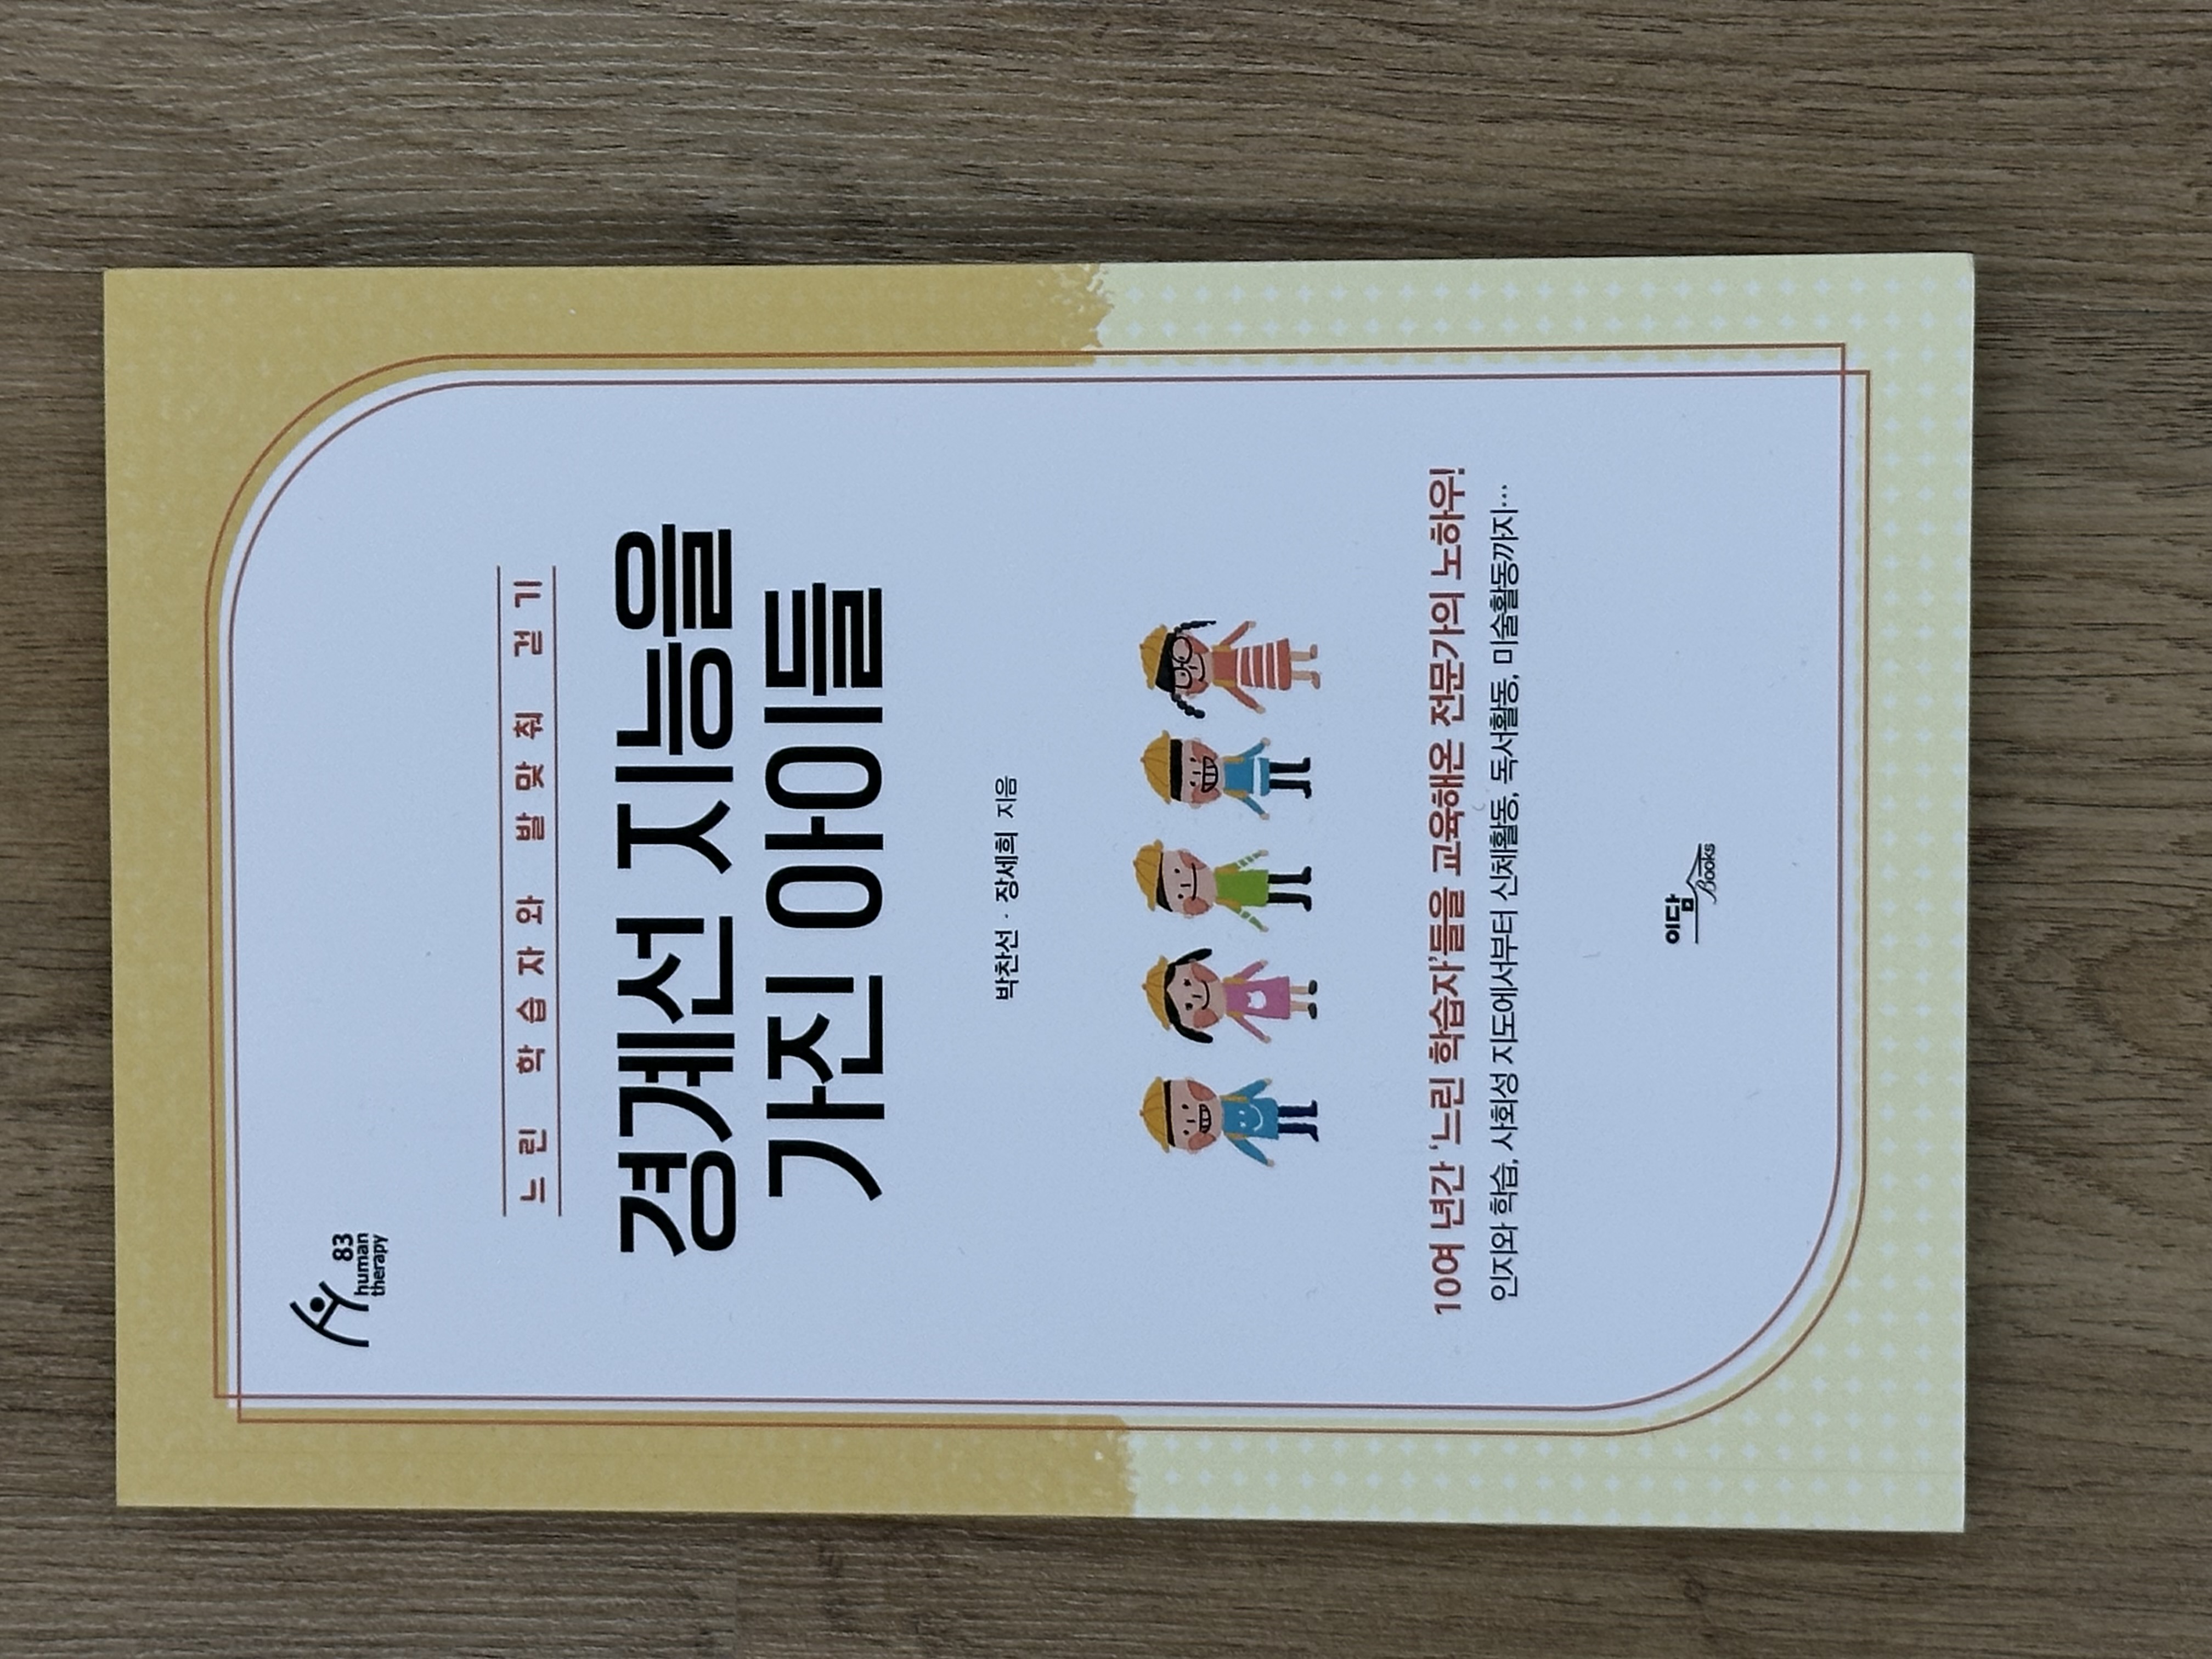 83
human
therapy
느린 학습자와 발맞춰 걷기
경계선 지능을
가진 아이들
박찬선 · 장세희 지음
10여 년간 ‘느린 학습자’들을 교육해온 전문가의 노하우!
인지와 학습, 사회성 지도에서부터 신체활동, 독서활동, 미술활동까지…
이담
Books